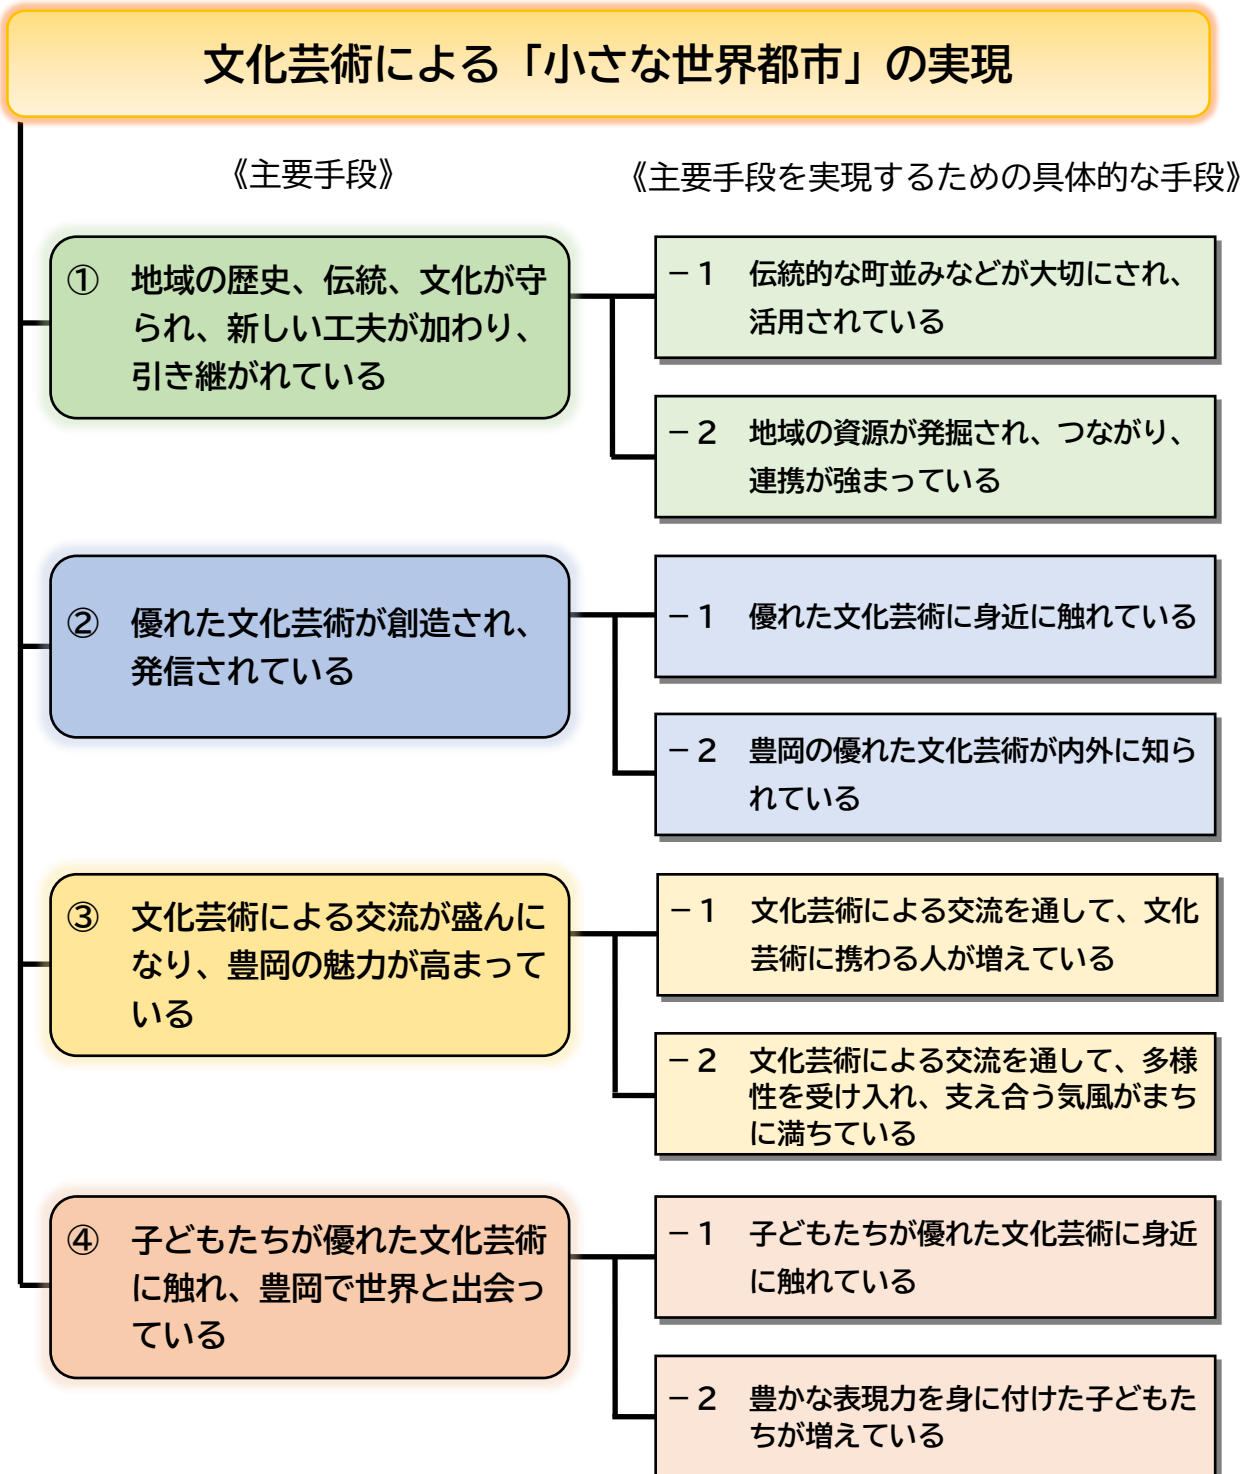 文化芸術による「小さな世界都市」の実現
《主要手段》
《主要手段を実現するための具体的な手段》
① 地域の歴史、伝統、文化が守
られ、新しい工夫が加わり、
引き継がれている
－１ 伝統的な町並みなどが大切にされ、
活用されている
－２ 地域の資源が発掘され、つながり、
連携が強まっている
② 優れた文化芸術が創造され、
発信されている
－１ 優れた文化芸術に身近に触れている
－２ 豊岡の優れた文化芸術が内外に知ら
れている
③ 文化芸術による交流が盛んに
なり、豊岡の魅力が高まって
いる
－１ 文化芸術による交流を通して、文化
芸術に携わる人が増えている
－２ 文化芸術による交流を通して、多様
性を受け入れ、支え合う気風がまち
に満ちている
④ 子どもたちが優れた文化芸術
に触れ、豊岡で世界と出会っ
ている
－１ 子どもたちが優れた文化芸術に身近
に触れている
－２ 豊かな表現力を身に付けた子どもた
ちが増えている